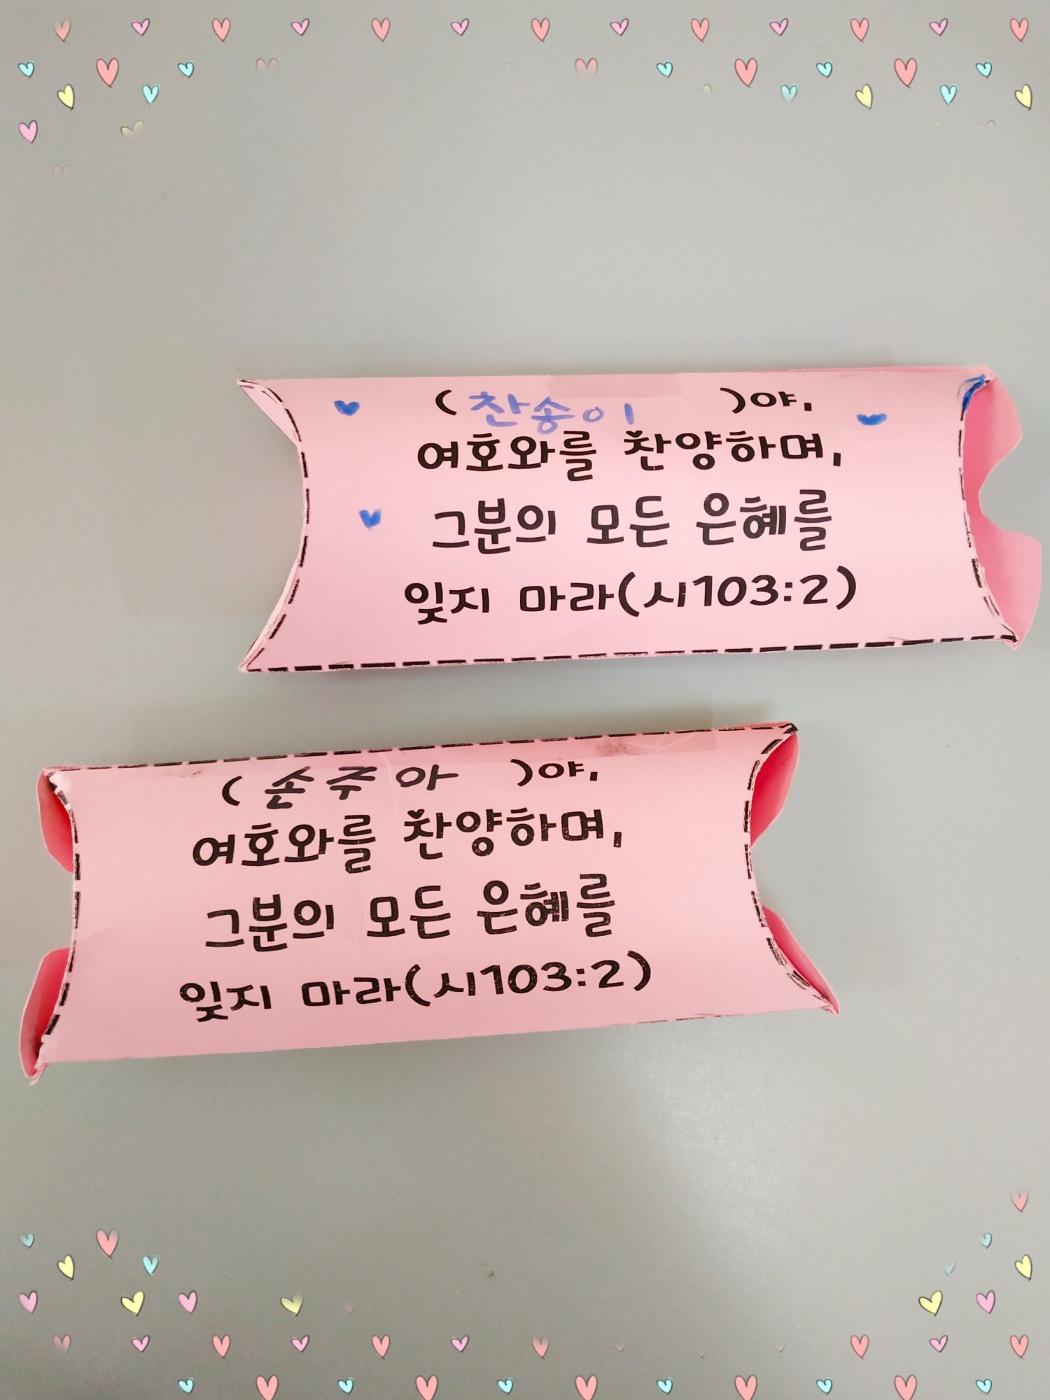 ( 찬송이 )야,
여호와를 찬양하며,
그분의 모든 은혜를
잊지 마라(시103:2)
( 손주아 )야,
여호와를 찬양하며,
그분의 모든 은혜를
잊지 마라(시103:2)